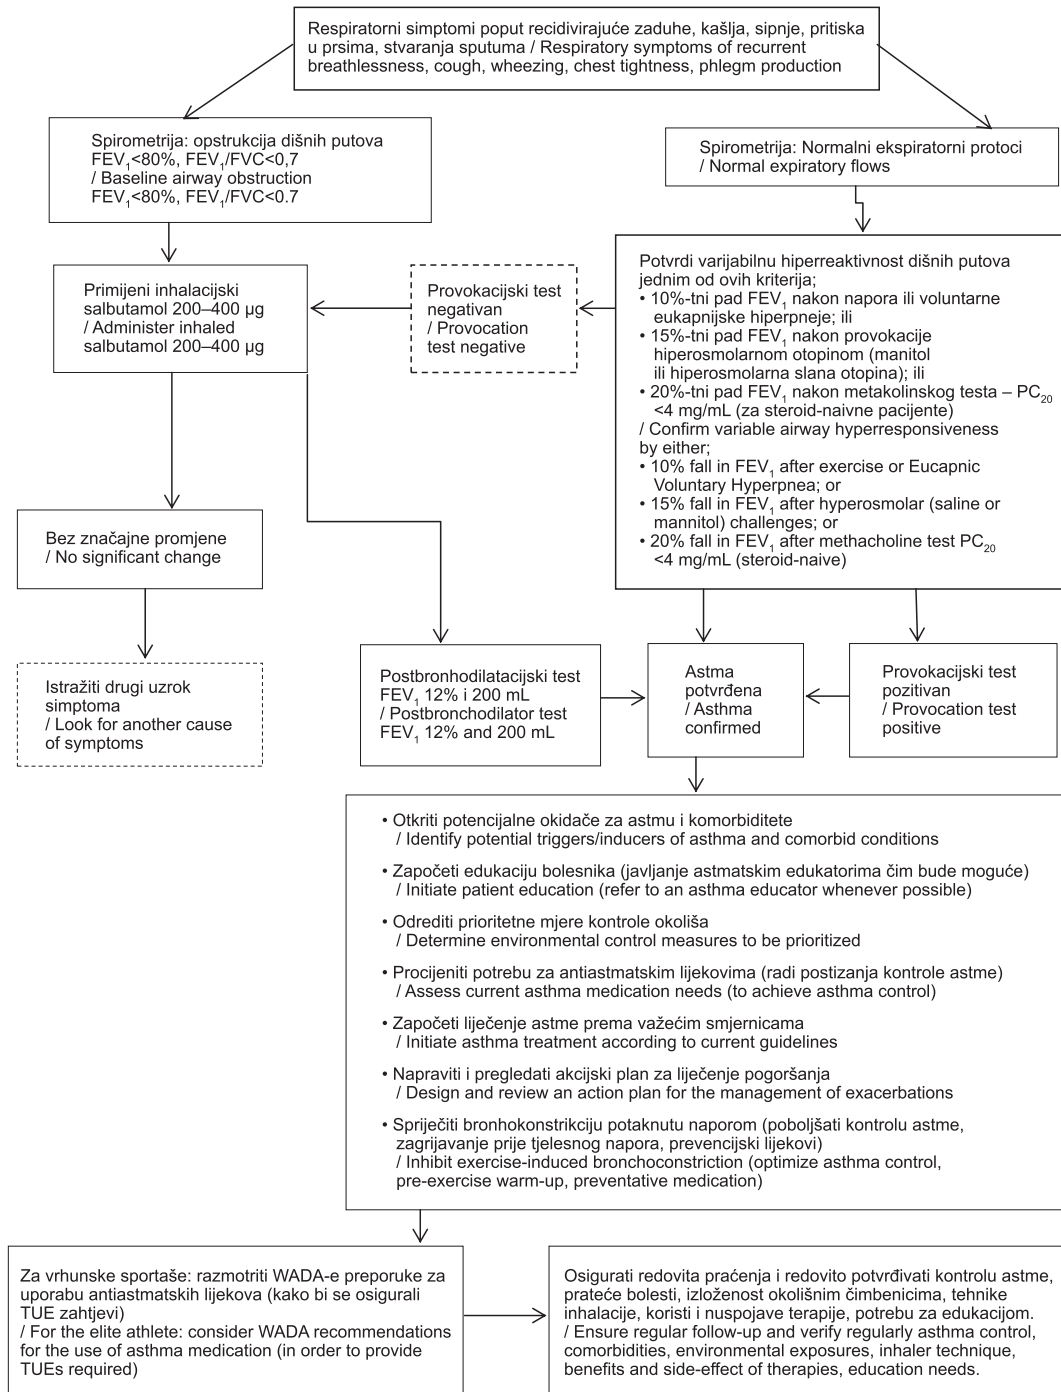 Respiratorni simptomi poput recidivirajuće zaduhe, kašlja, sipnje, pritiska
u prsima, stvaranja sputuma / Respiratory symptoms of recurrent
breathlessness, cough, wheezing, chest tightness, phlegm production
Spirometrija: opstrukcija dišnih putova
FEV₁<80%, FEV₁/FVC<0,7
/ Baseline airway obstruction
FEV₁<80%, FEV₁/FVC<0.7
Spirometrija: Normalni ekspiratorni protoci
/ Normal expiratory flows
Primijeni inhalacijski
salbutamol 200–400 µg
/ Administer inhaled
salbutamol 200–400 µg
Provokacijski test
negativan
/ Provocation
test negative
Potvrdi varijabilnu hiperreaktivnost dišnih putova
jednim od ovih kriterija;
• 10%-tni pad FEV₁ nakon napora ili voluntarne
eukapnijske hiperpneje; ili
• 15%-tni pad FEV₁ nakon provokacije
hiperosmolarnom otopinom (manitol
ili hiperosmolarna slana otopina); ili
• 20%-tni pad FEV₁ nakon metakolinskog testa – PC₂₀
<4 mg/mL (za steroid-naivne pacijente)
/ Confirm variable airway hyperresponsiveness
by either;
• 10% fall in FEV₁ after exercise or Eucapnic
Voluntary Hyperpnea; or
• 15% fall in FEV₁ after hyperosmolar (saline or
mannitol) challenges; or
• 20% fall in FEV₁ after methacholine test PC₂₀
<4 mg/mL (steroid-naive)
Bez značajne promjene
/ No significant change
Istražiti drugi uzrok
simptoma
/ Look for another cause
of symptoms
Postbronhodilatacijski test
FEV₁ 12% i 200 mL
/ Postbronchodilator test
FEV₁ 12% and 200 mL
Astma
potvrđena
/ Asthma
confirmed
Provokacijski test
pozitivan
/ Provocation test
positive
• Otkriti potencijalne okidače za astmu i komorbiditete
/ Identify potential triggers/inducers of asthma and comorbid conditions
• Započeti edukaciju bolesnika (javljanje astmatskim edukatorima čim bude moguće)
/ Initiate patient education (refer to an asthma educator whenever possible)
• Odrediti prioritetne mjere kontrole okoliša
/ Determine environmental control measures to be prioritized
• Procijeniti potrebu za antiastmatskim lijekovima (radi postizanja kontrole astme)
/ Assess current asthma medication needs (to achieve asthma control)
• Započeti liječenje astme prema važećim smjernicama
/ Initiate asthma treatment according to current guidelines
• Napraviti i pregledati akcijski plan za liječenje pogoršanja
/ Design and review an action plan for the management of exacerbations
• Spriječiti bronhokonstrikciju potaknutu naporom (poboljšati kontrolu astme,
zagrijavanje prije tjelesnog napora, prevencijski lijekovi)
/ Inhibit exercise-induced bronchoconstriction (optimize asthma control,
pre-exercise warm-up, preventative medication)
Za vrhunske sportaše: razmotriti WADA-e preporuke za
uporabu antiastmatskih lijekova (kako bi se osigurali
TUE zahtjevi)
/ For the elite athlete: consider WADA recommendations
for the use of asthma medication (in order to provide
TUEs required)
Osigurati redovita praćenja i redovito potvrđivati kontrolu astme,
prateće bolesti, izloženost okolišnim čimbenicima, tehnike
inhalacije, koristi i nuspojave terapije, potrebu za edukacijom.
/ Ensure regular follow-up and verify regularly asthma control,
comorbidities, environmental exposures, inhaler technique,
benefits and side-effect of therapies, education needs.